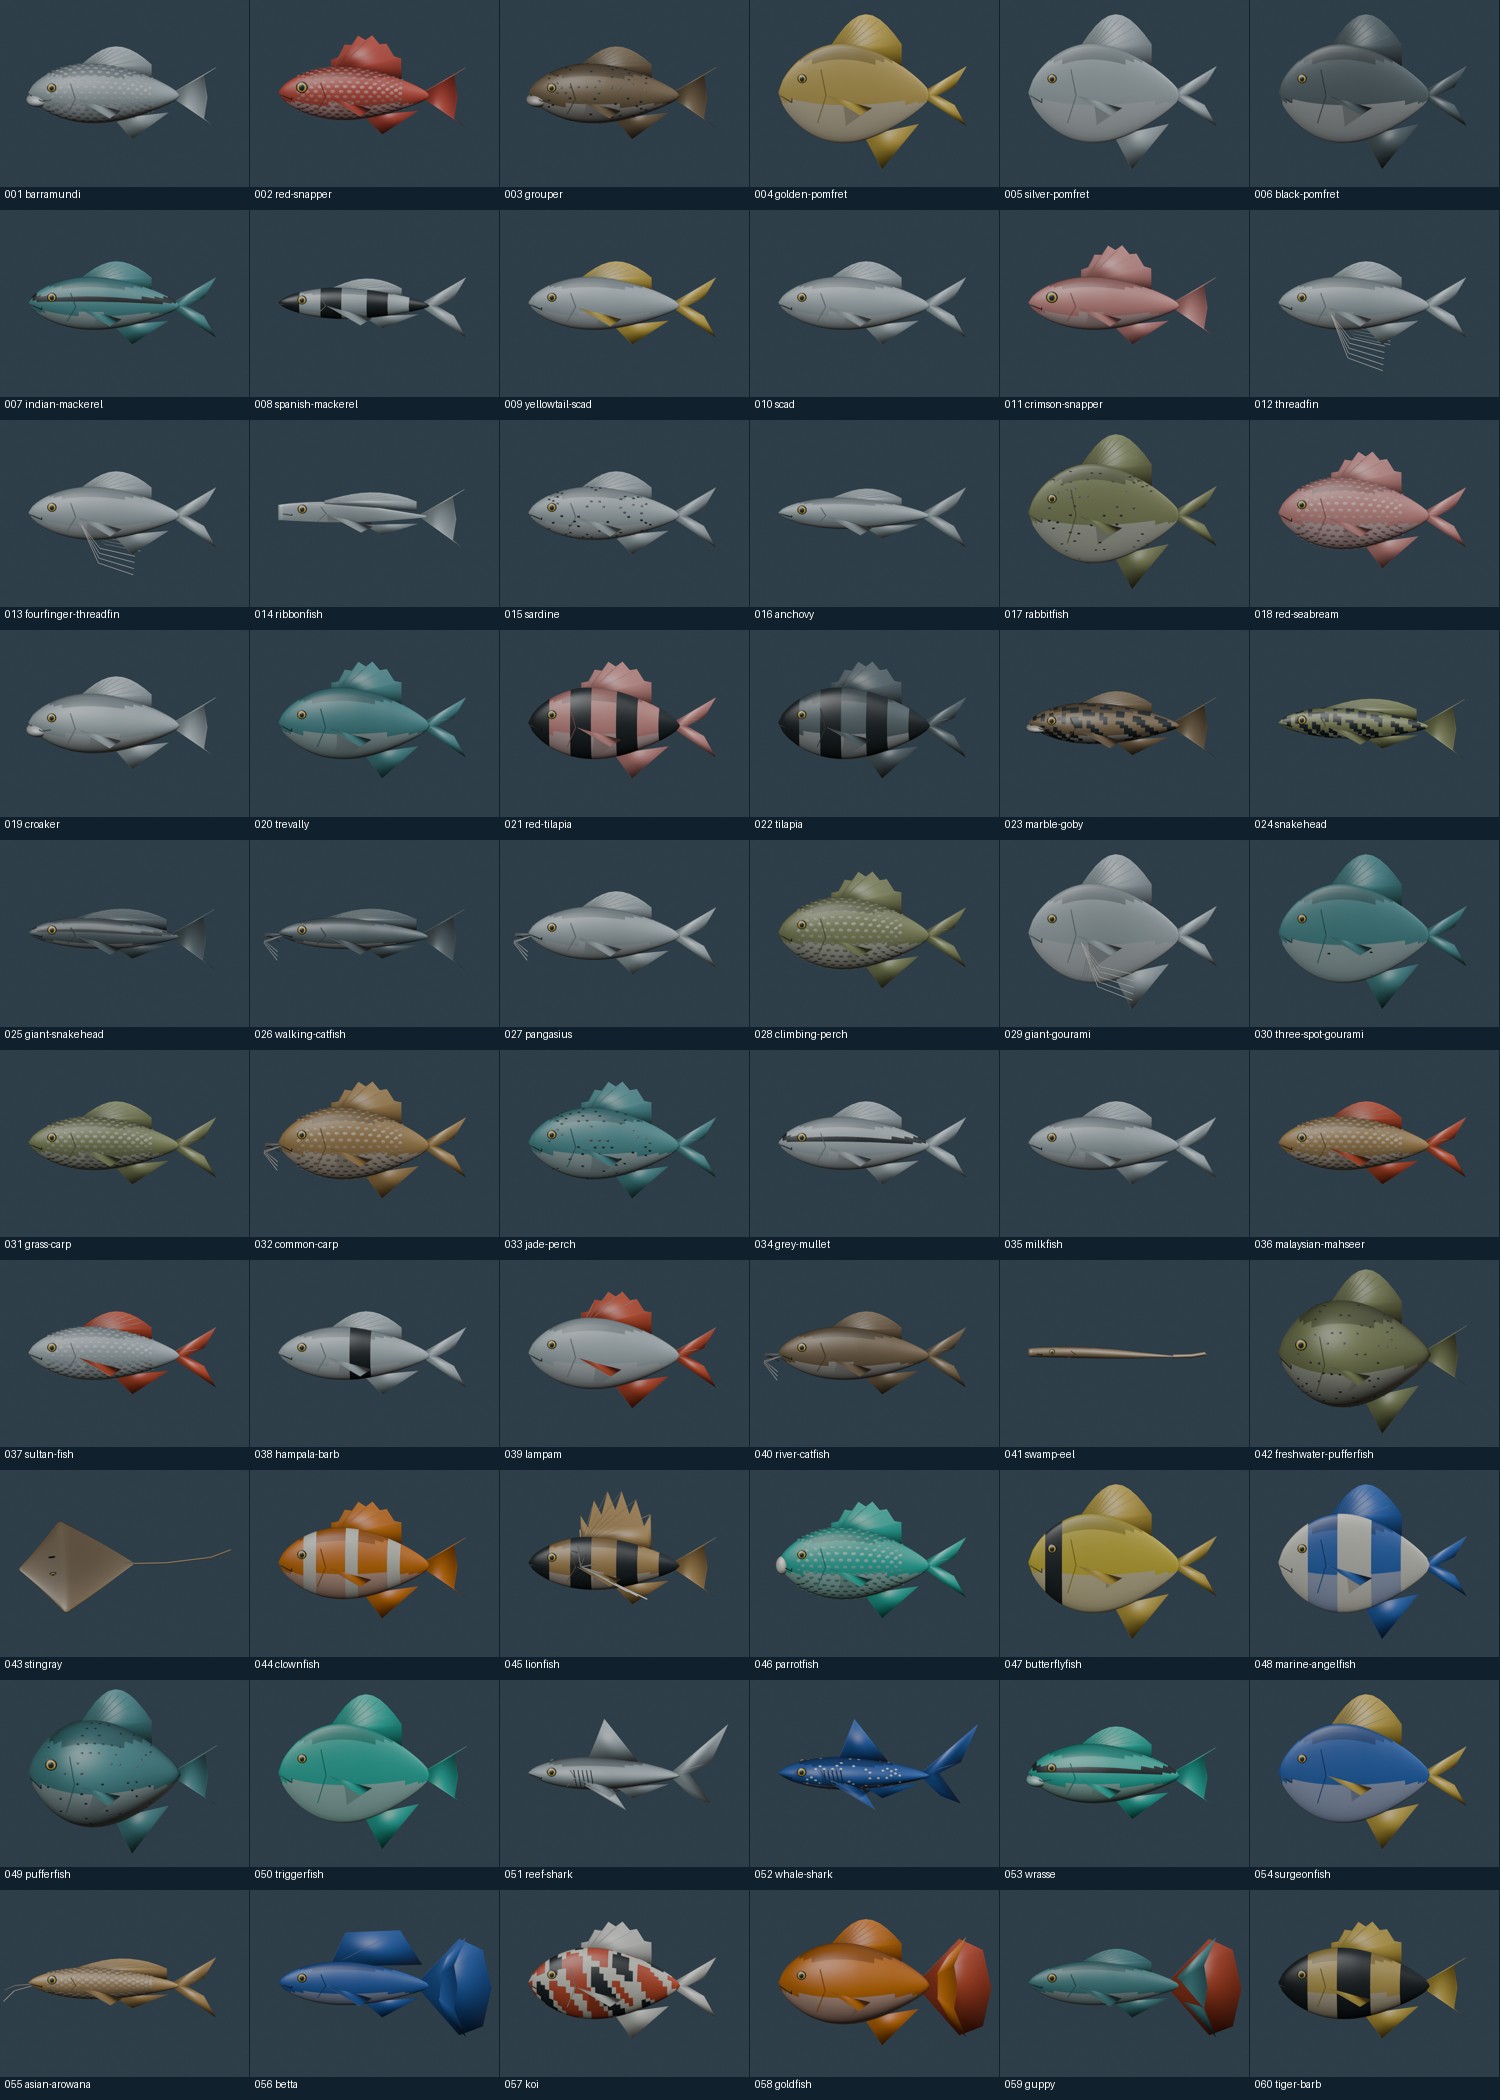 001 barramundi
002 red-snapper
003 grouper
004 golden-pomfret
005 silver-pomfret
006 black-pomfret
007 indian-mackerel
008 spanish-mackerel
009 yellowtail-scad
010 scad
011 crimson-snapper
012 threadfin
013 fourfinger-threadfin
014 ribbonfish
015 sardine
016 anchovy
017 rabbitfish
018 red-seabream
019 croaker
020 trevally
021 red-tilapia
022 tilapia
023 marble-goby
024 snakehead
025 giant-snakehead
026 walking-catfish
027 pangasius
028 climbing-perch
029 giant-gourami
030 three-spot-gourami
031 grass-carp
032 common-carp
033 jade-perch
034 grey-mullet
035 milkfish
036 malaysian-mahseer
037 sultan-fish
038 hampala-barb
039 lampam
040 river-catfish
041 swamp-eel
042 freshwater-pufferfish
043 stingray
044 clownfish
045 lionfish
046 parrotfish
047 butterflyfish
048 marine-angelfish
049 pufferfish
050 triggerfish
051 reef-shark
052 whale-shark
053 wrasse
054 surgeonfish
055 asian-arowana
056 betta
057 koi
058 goldfish
059 guppy
060 tiger-barb